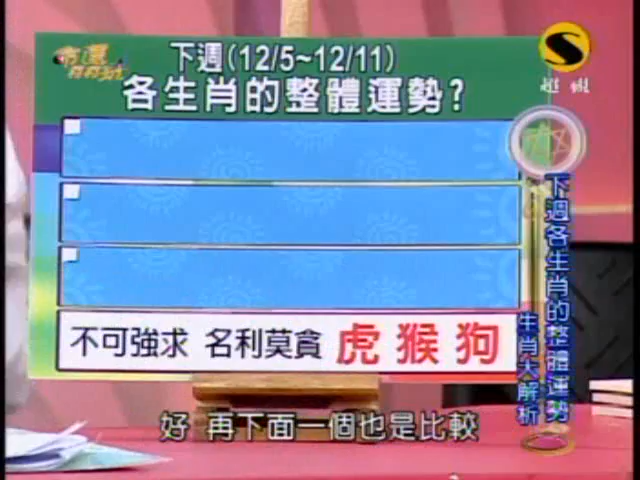 下週(12/5~12/11)
各生肖的整體運勢?
不可強求 名利莫貪 虎 猴 狗
下週各生肖的整體運勢
生肖大解析
好 再下面一個也是比較